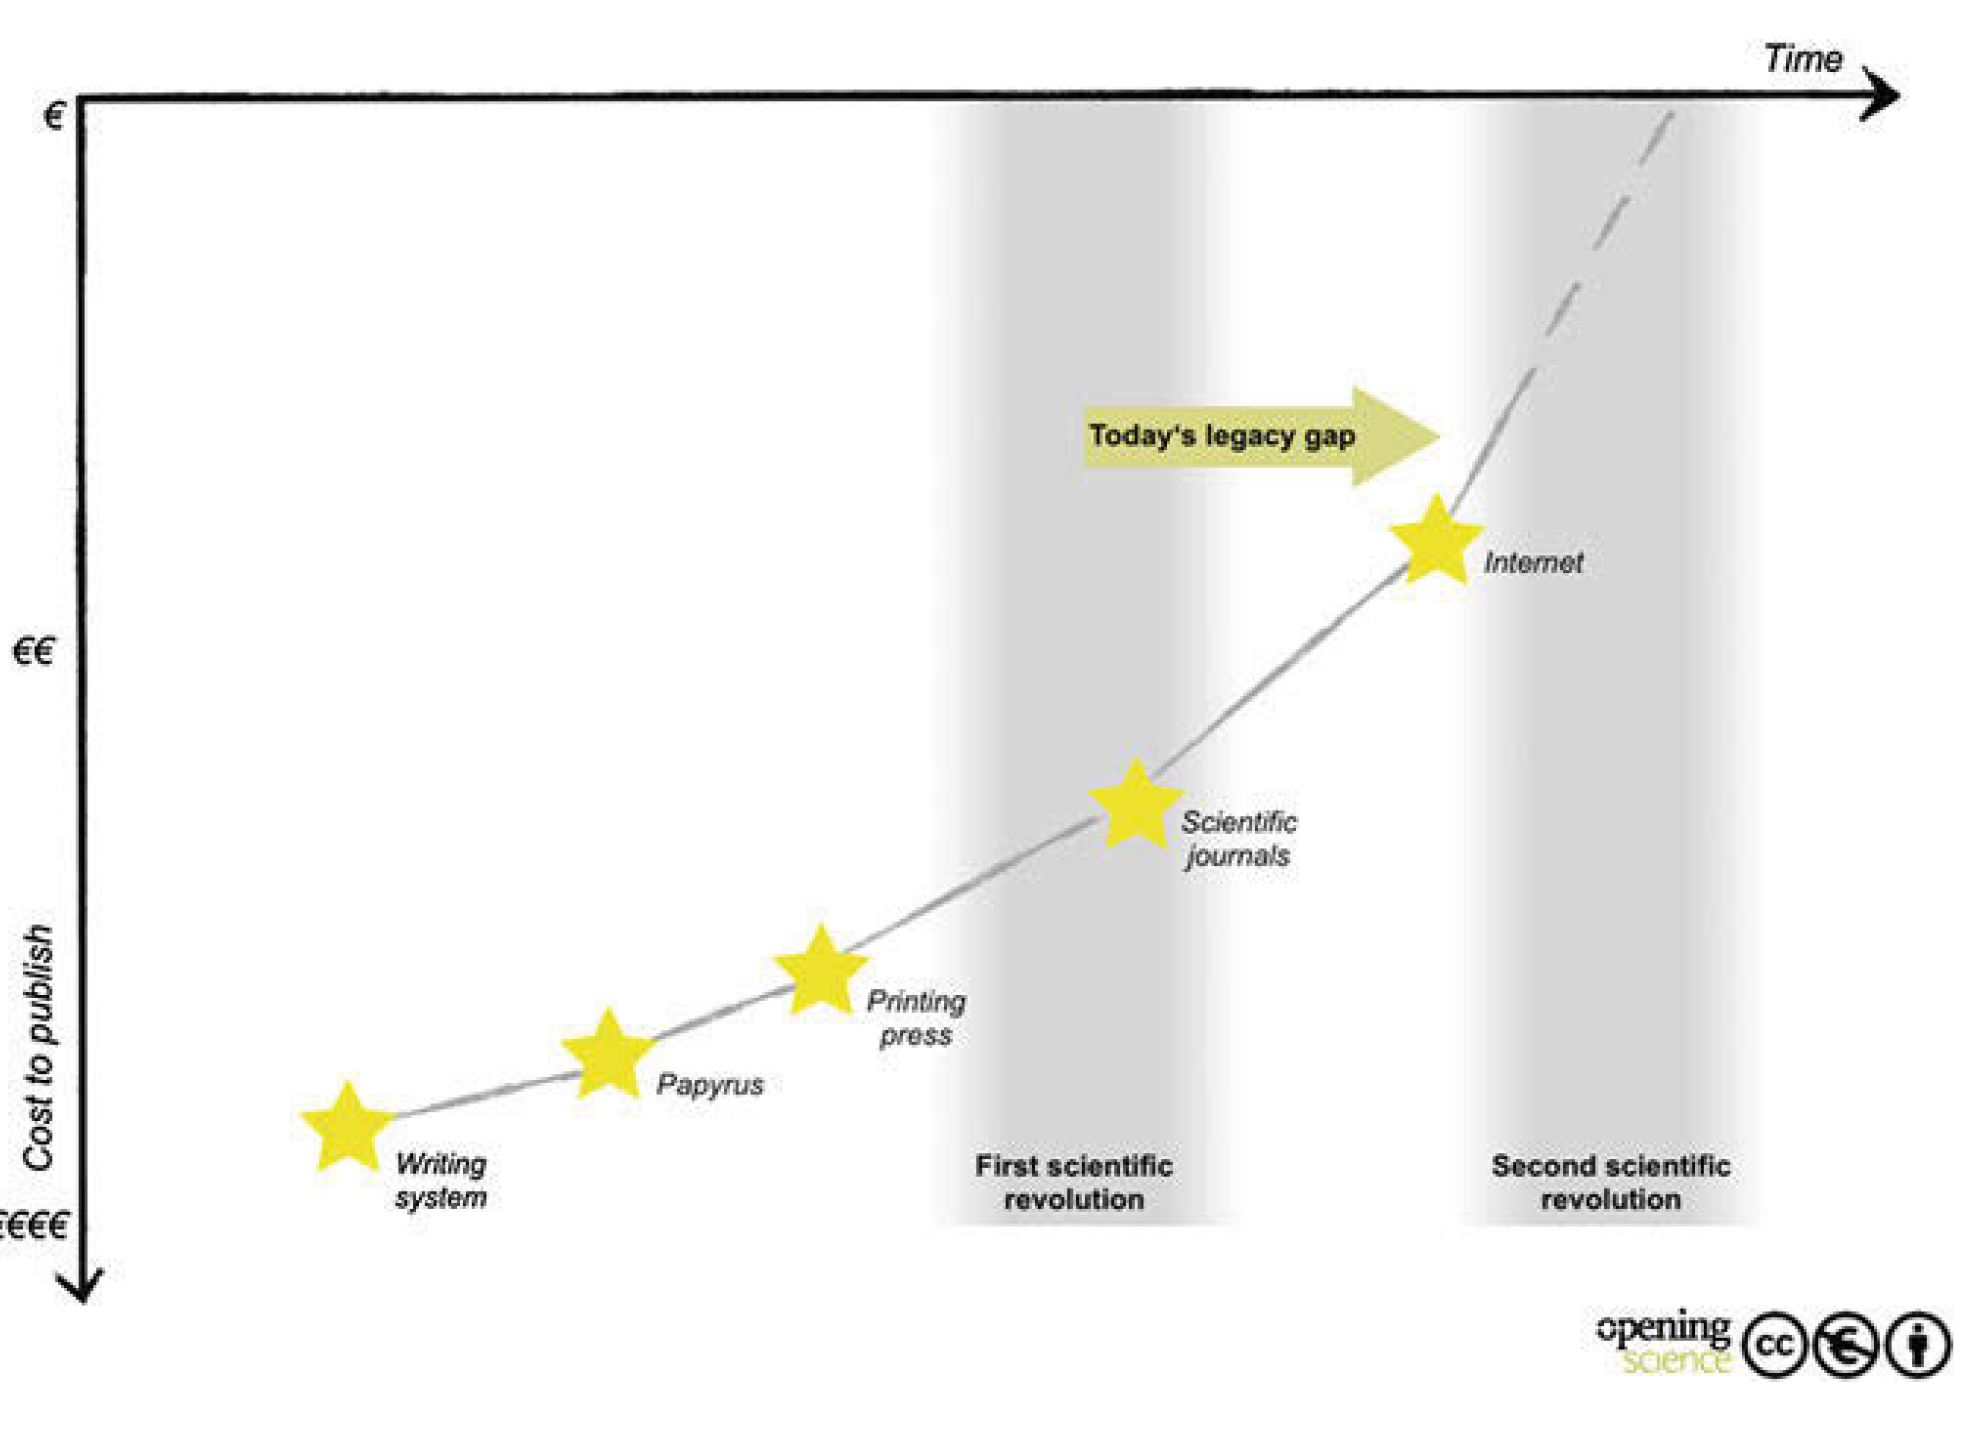 Time
€
Today's legacy gap
Internet
€€
Scientific
journals
Printing
press
Papyrus
Cost to publish
Writing
system
First scientific
revolution
Second scientific
revolution
€€€€
opening
science
cc